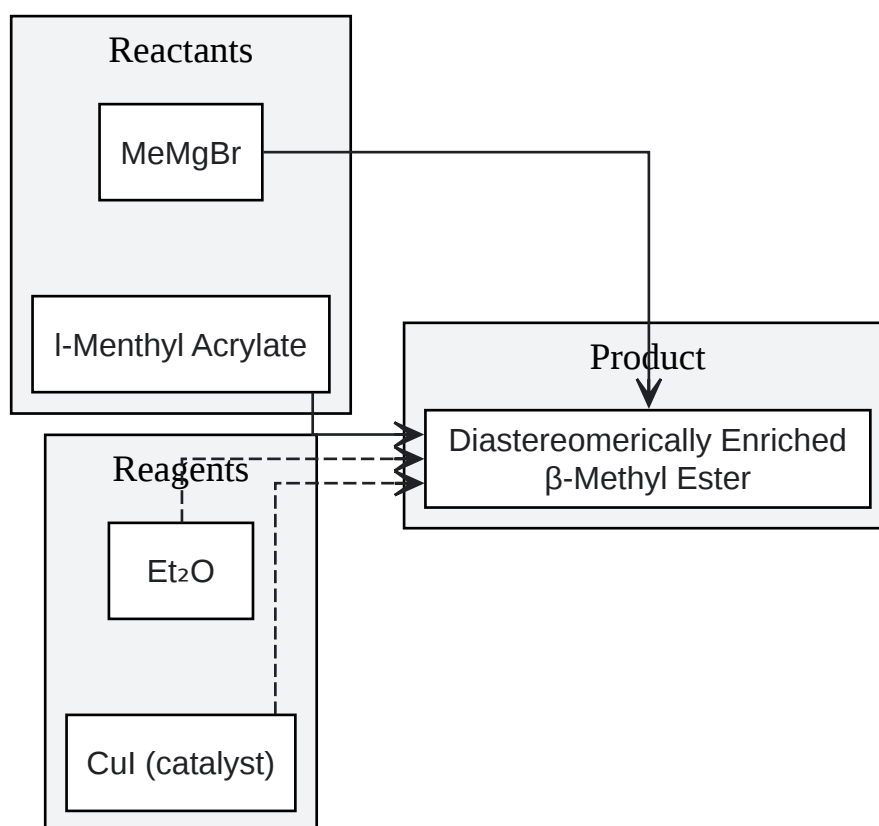 Reactants
MeMgBr
l-Menthyl Acrylate
Product
Diastereomerically Enriched
β-Methyl Ester
Reagents
Et₂O
CuI (catalyst)